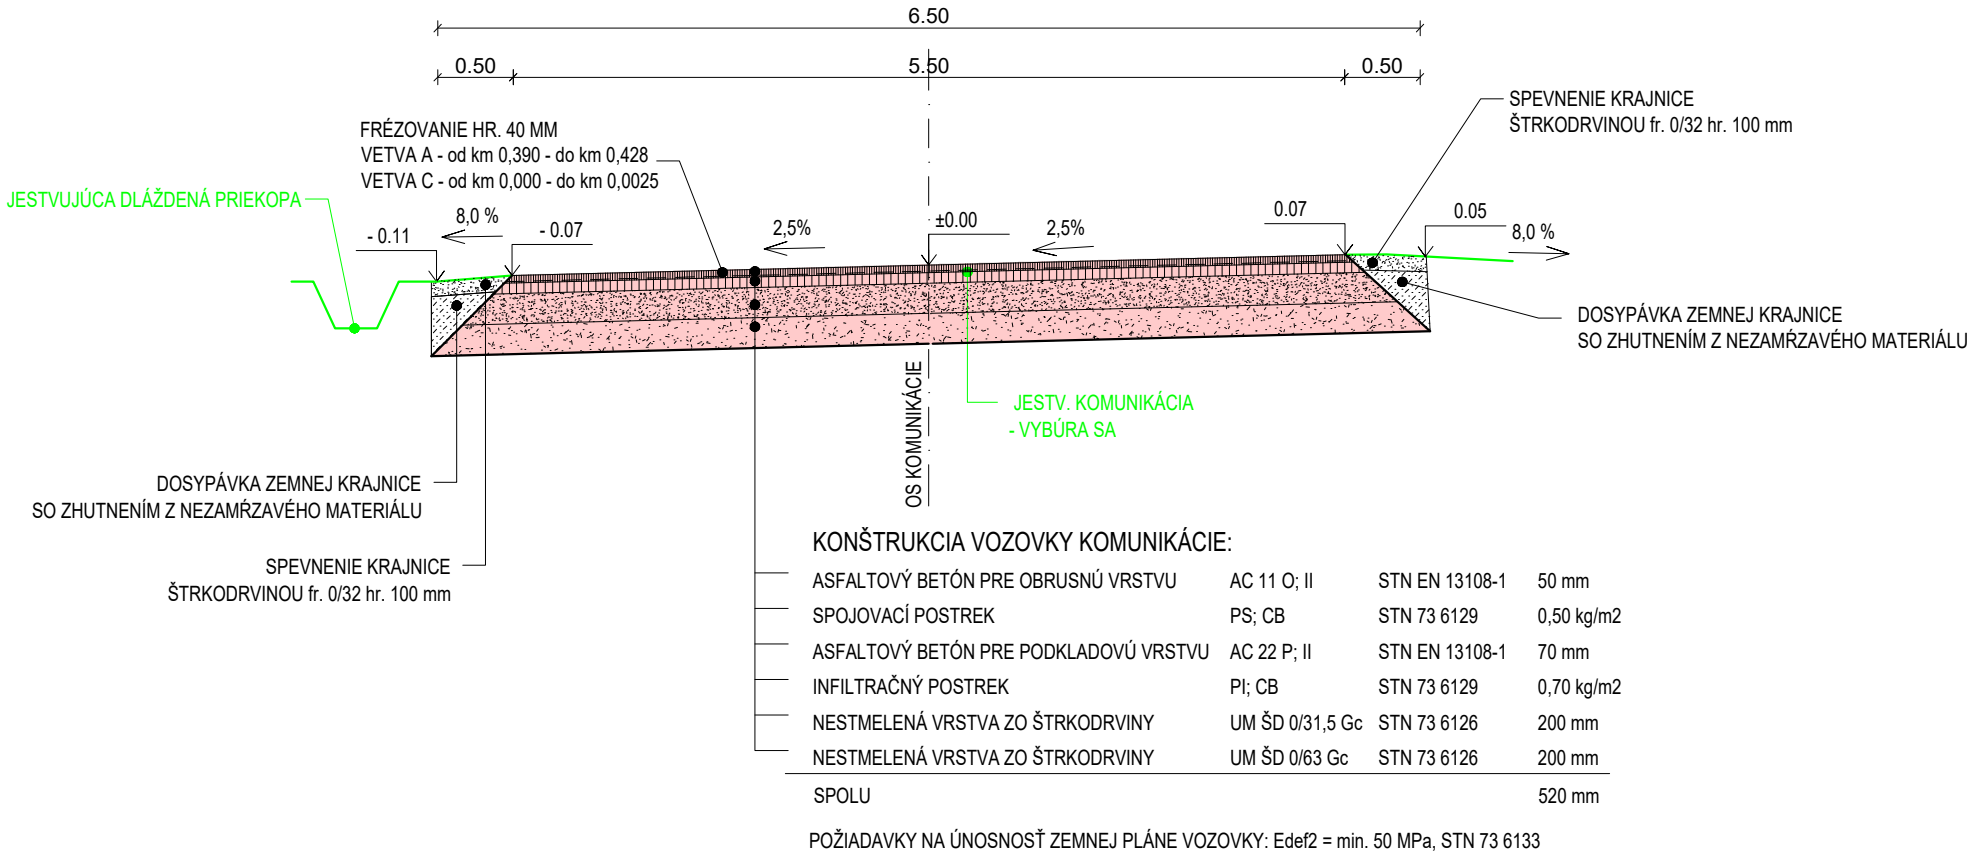 6.50
0.50
5.50
0.50
SPEVNENIE KRAJNICE
ŠTRKODRVINOU fr. 0/32 hr. 100 mm
FRÉZOVANIE HR. 40 MM
VETVA A - od km 0,390 - do km 0,428
VETVA C - od km 0,000 - do km 0,0025
JESTVUJÚCA DLÁŽDENÁ PRIEKOPA
- 0.11
8,0 %
- 0.07
2,5%
±0.00
2,5%
0.07
0.05
8,0 %
DOSYPÁVKA ZEMNEJ KRAJNICE
SO ZHUTNENÍM Z NEZAMŔZAVÉHO MATERIÁLU
OS KOMUNIKÁCIE
JESTV. KOMUNIKÁCIA
- VYBÚRA SA
DOSYPÁVKA ZEMNEJ KRAJNICE
SO ZHUTNENÍM Z NEZAMŔZAVÉHO MATERIÁLU
SPEVNENIE KRAJNICE
ŠTRKODRVINOU fr. 0/32 hr. 100 mm
KONŠTRUKCIA VOZOVKY KOMUNIKÁCIE:
ASFALTOVÝ BETÓN PRE OBRUSNÚ VRSTVU AC 11 O; II STN EN 13108-1 50 mm
SPOJOVACÍ POSTREK PS; CB STN 73 6129 0,50 kg/m2
ASFALTOVÝ BETÓN PRE PODKLADOVÚ VRSTVU AC 22 P; II STN EN 13108-1 70 mm
INFILTRAČNÝ POSTREK PI; CB STN 73 6129 0,70 kg/m2
NESTMELENÁ VRSTVA ZO ŠTRKODRVINY UM ŠD 0/31,5 Gc STN 73 6126 200 mm
NESTMELENÁ VRSTVA ZO ŠTRKODRVINY UM ŠD 0/63 Gc STN 73 6126 200 mm
SPOLU 520 mm
POŽIADAVKY NA ÚNOSNOSŤ ZEMNEJ PLÁNE VOZOVKY: Edef2 = min. 50 MPa, STN 73 6133